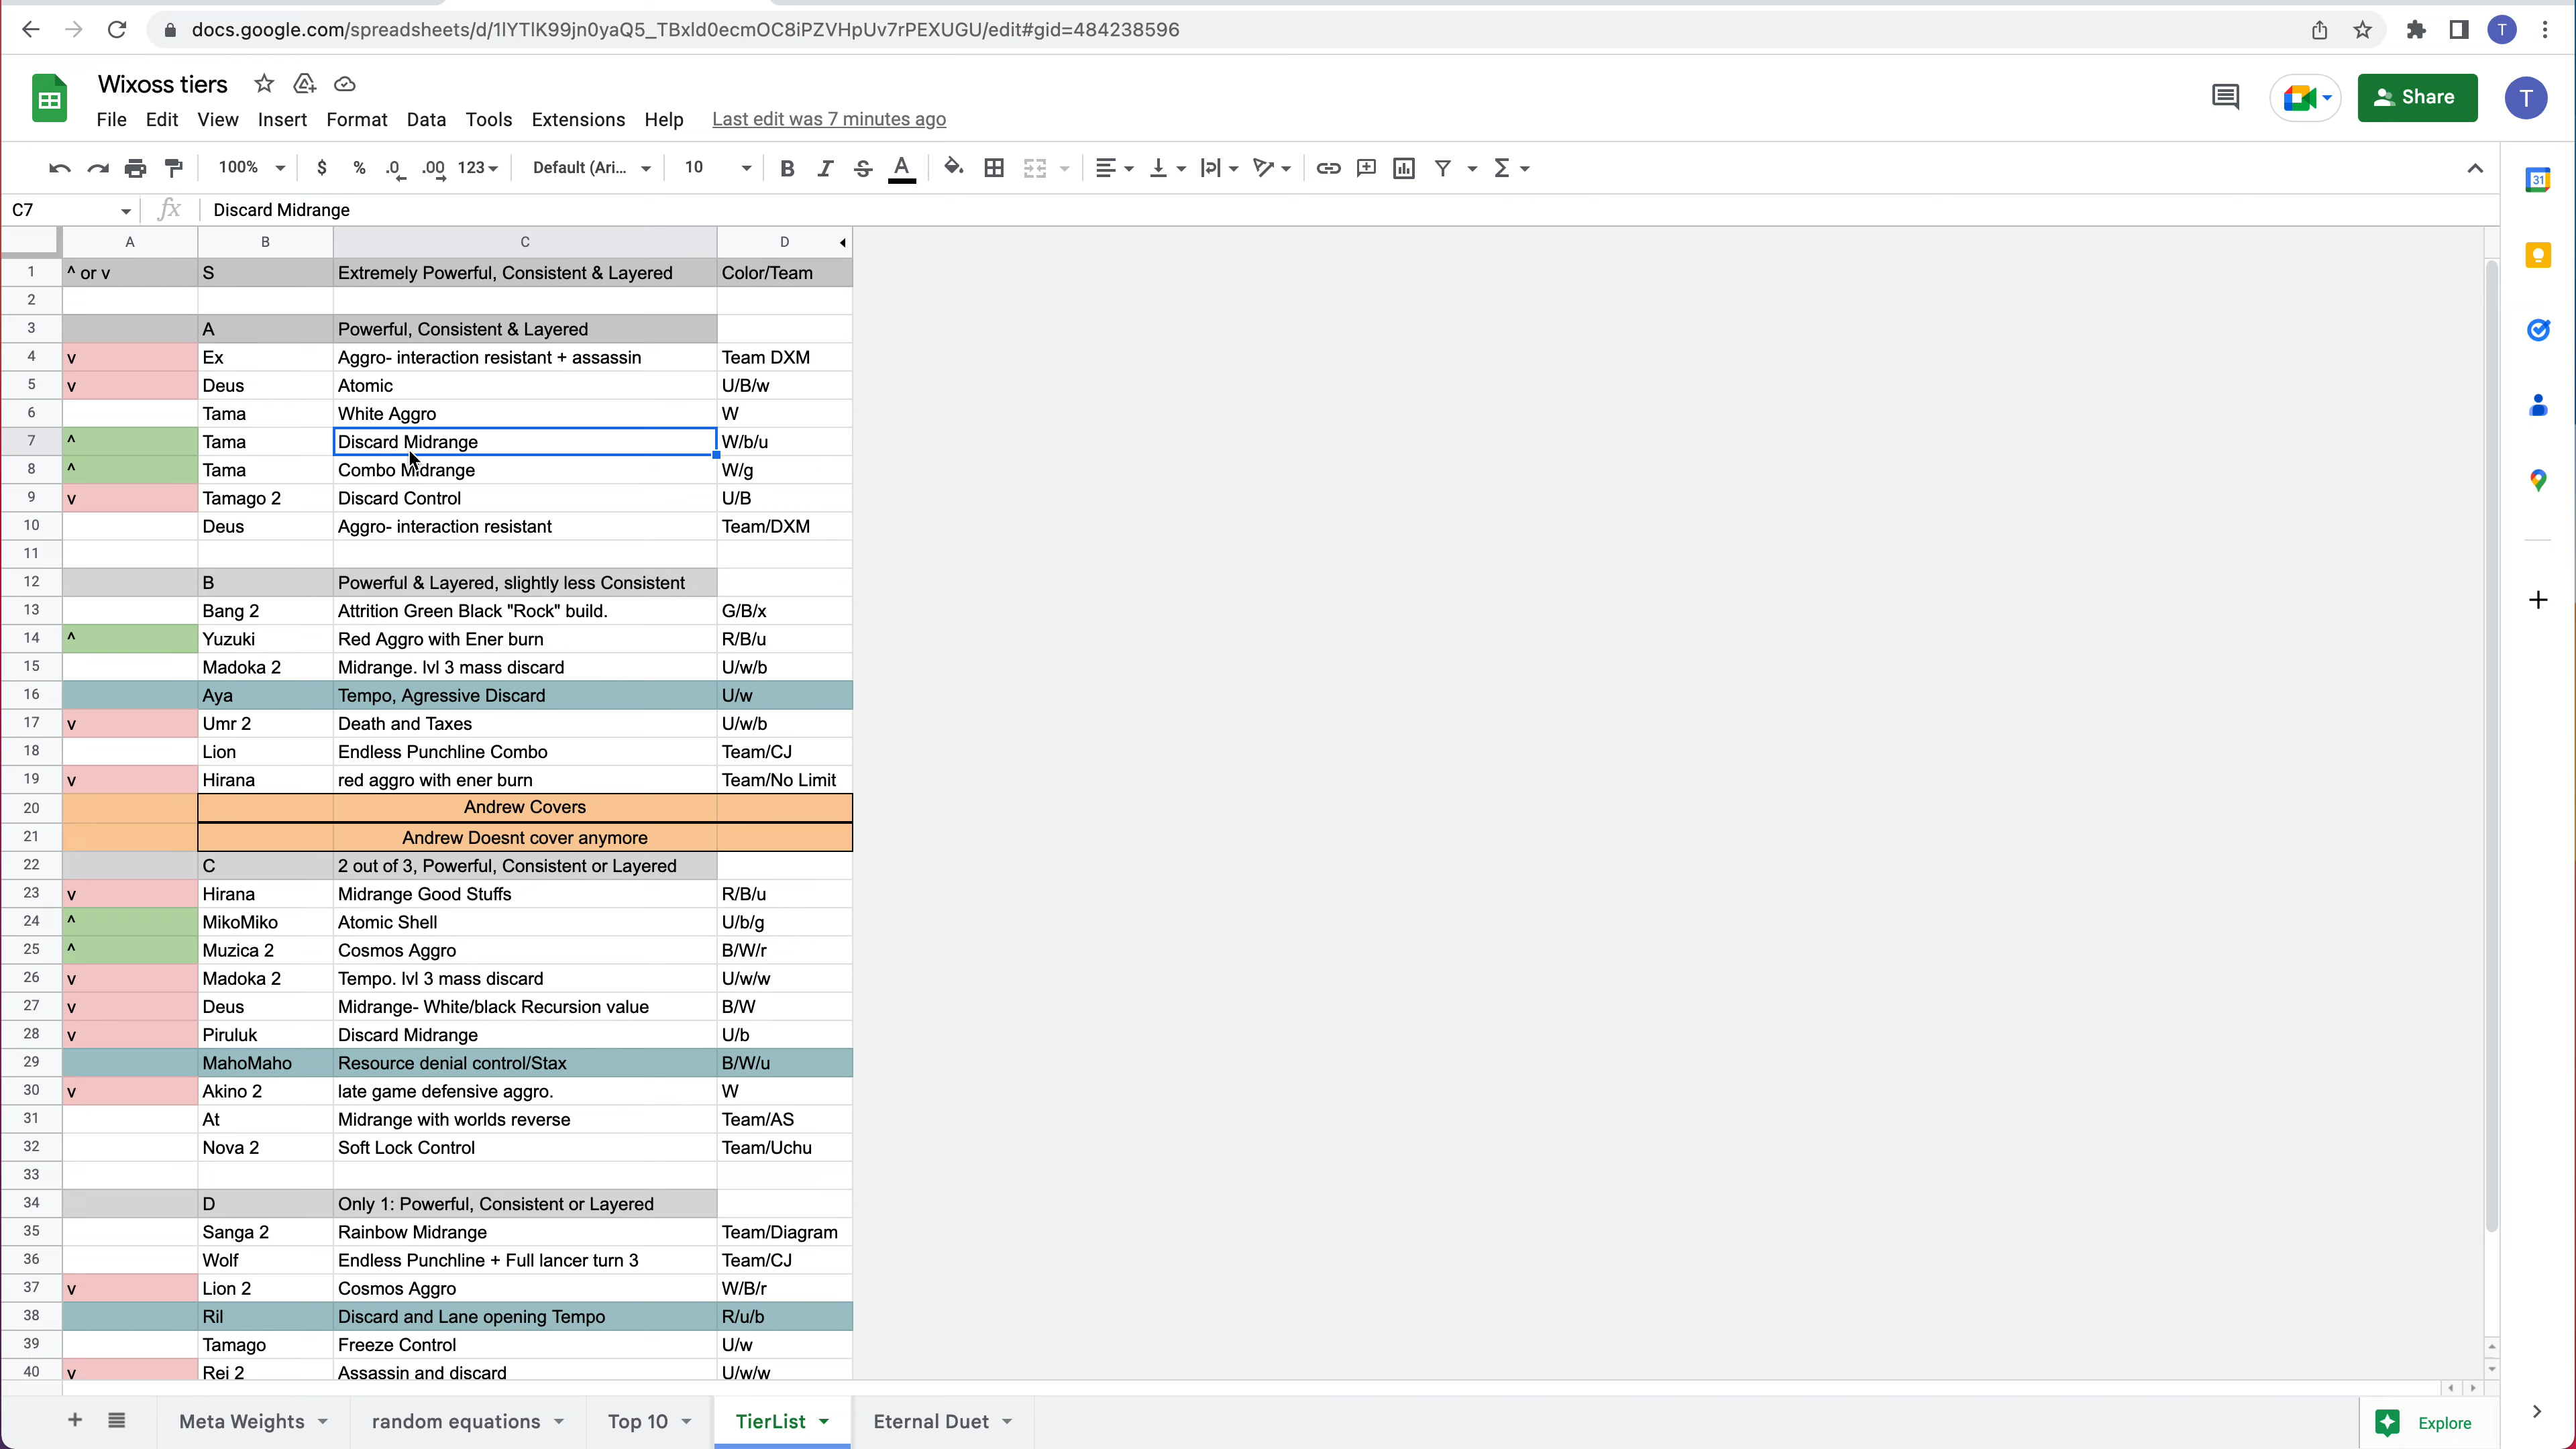 docs.google.com/spreadsheets/d/1lYTlK99jn0yaQ5_TBxld0ecmOC8iPZVHpUv7rPEXUGU/edit#gid=484238596
T
Wixoss tiers
File Edit View Insert Format Data Tools Extensions Help Last edit was 7 minutes ago
Share
T
100% $ % .0 .00 123 Default (Ari... 10 B I S A
31
C7 fx Discard Midrange
A B C D
1 ^ or v S Extremely Powerful, Consistent & Layered Color/Team
2
3 A Powerful, Consistent & Layered
4 v Ex Aggro- interaction resistant + assassin Team DXM
5 v Deus Atomic U/B/w
6 Tama White Aggro W
7 ^ Tama Discard Midrange W/b/u
8 ^ Tama Combo Midrange W/g
9 v Tamago 2 Discard Control U/B
10 Deus Aggro- interaction resistant Team/DXM
11
12 B Powerful & Layered, slightly less Consistent
13 Bang 2 Attrition Green Black "Rock" build. G/B/x
14 ^ Yuzuki Red Aggro with Ener burn R/B/u
15 Madoka 2 Midrange. lvl 3 mass discard U/w/b
16 Aya Tempo, Agressive Discard U/w
17 v Umr 2 Death and Taxes U/w/b
18 Lion Endless Punchline Combo Team/CJ
19 v Hirana red aggro with ener burn Team/No Limit
20 Andrew Covers
21 Andrew Doesnt cover anymore
22 C 2 out of 3, Powerful, Consistent or Layered
23 v Hirana Midrange Good Stuffs R/B/u
24 ^ MikoMiko Atomic Shell U/b/g
25 ^ Muzica 2 Cosmos Aggro B/W/r
26 v Madoka 2 Tempo. lvl 3 mass discard U/w/w
27 v Deus Midrange- White/black Recursion value B/W
28 v Piruluk Discard Midrange U/b
29 MahoMaho Resource denial control/Stax B/W/u
30 v Akino 2 late game defensive aggro. W
31 At Midrange with worlds reverse Team/AS
32 Nova 2 Soft Lock Control Team/Uchu
33
34 D Only 1: Powerful, Consistent or Layered
35 Sanga 2 Rainbow Midrange Team/Diagram
36 Wolf Endless Punchline + Full lancer turn 3 Team/CJ
37 v Lion 2 Cosmos Aggro W/B/r
38 Ril Discard and Lane opening Tempo R/u/b
39 Tamago Freeze Control U/w
40 v Rei 2 Assassin and discard U/w/w
Meta Weights random equations Top 10 TierList Eternal Duet Explore